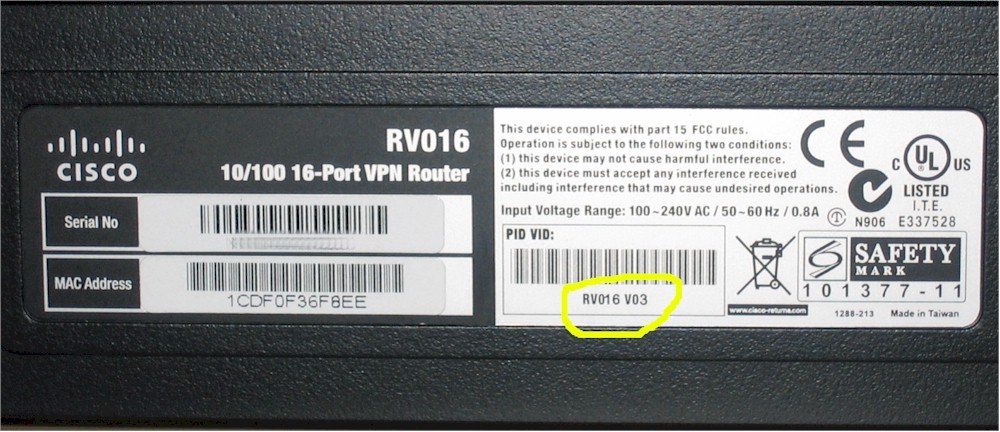 CISCO
RV016
10/100 16-Port VPN Router
Serial No
MAC Address
1CDF0F36F8EE
This device complies with part 15 FCC rules.
Operation is subject to the following two conditions:
(1) this device may not cause harmful interference.
(2) this device must accept any interference received
including interference that may cause undesired operations.
Input Voltage Range: 100~240V AC / 50~60 Hz / 0.8A
PID VID:
RV016 V03
CE
C UL US
LISTED
I.T.E.
N906 E337528
S SAFETY
MARK
101377-11
www.cisco-returns.com
1288-213 Made in Taiwan